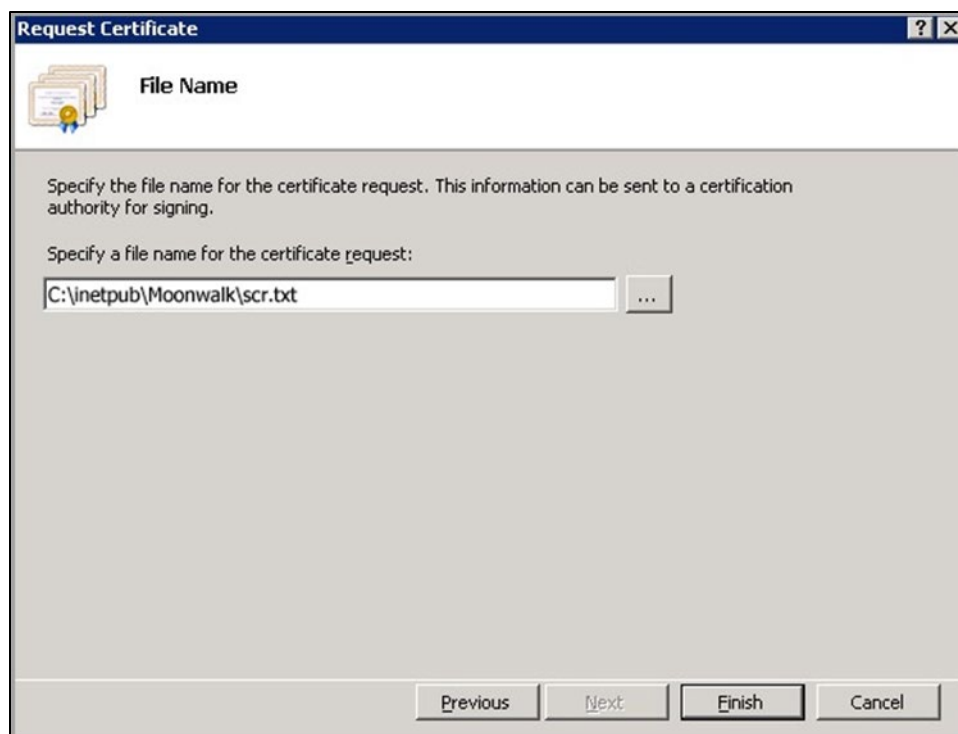 Request Certificate
File Name
Specify the file name for the certificate request. This information can be sent to a certification
authority for signing.
Specify a file name for the certificate request:
C:\inetpub\Moonwalk\scr.txt
...
Previous Next Finish Cancel